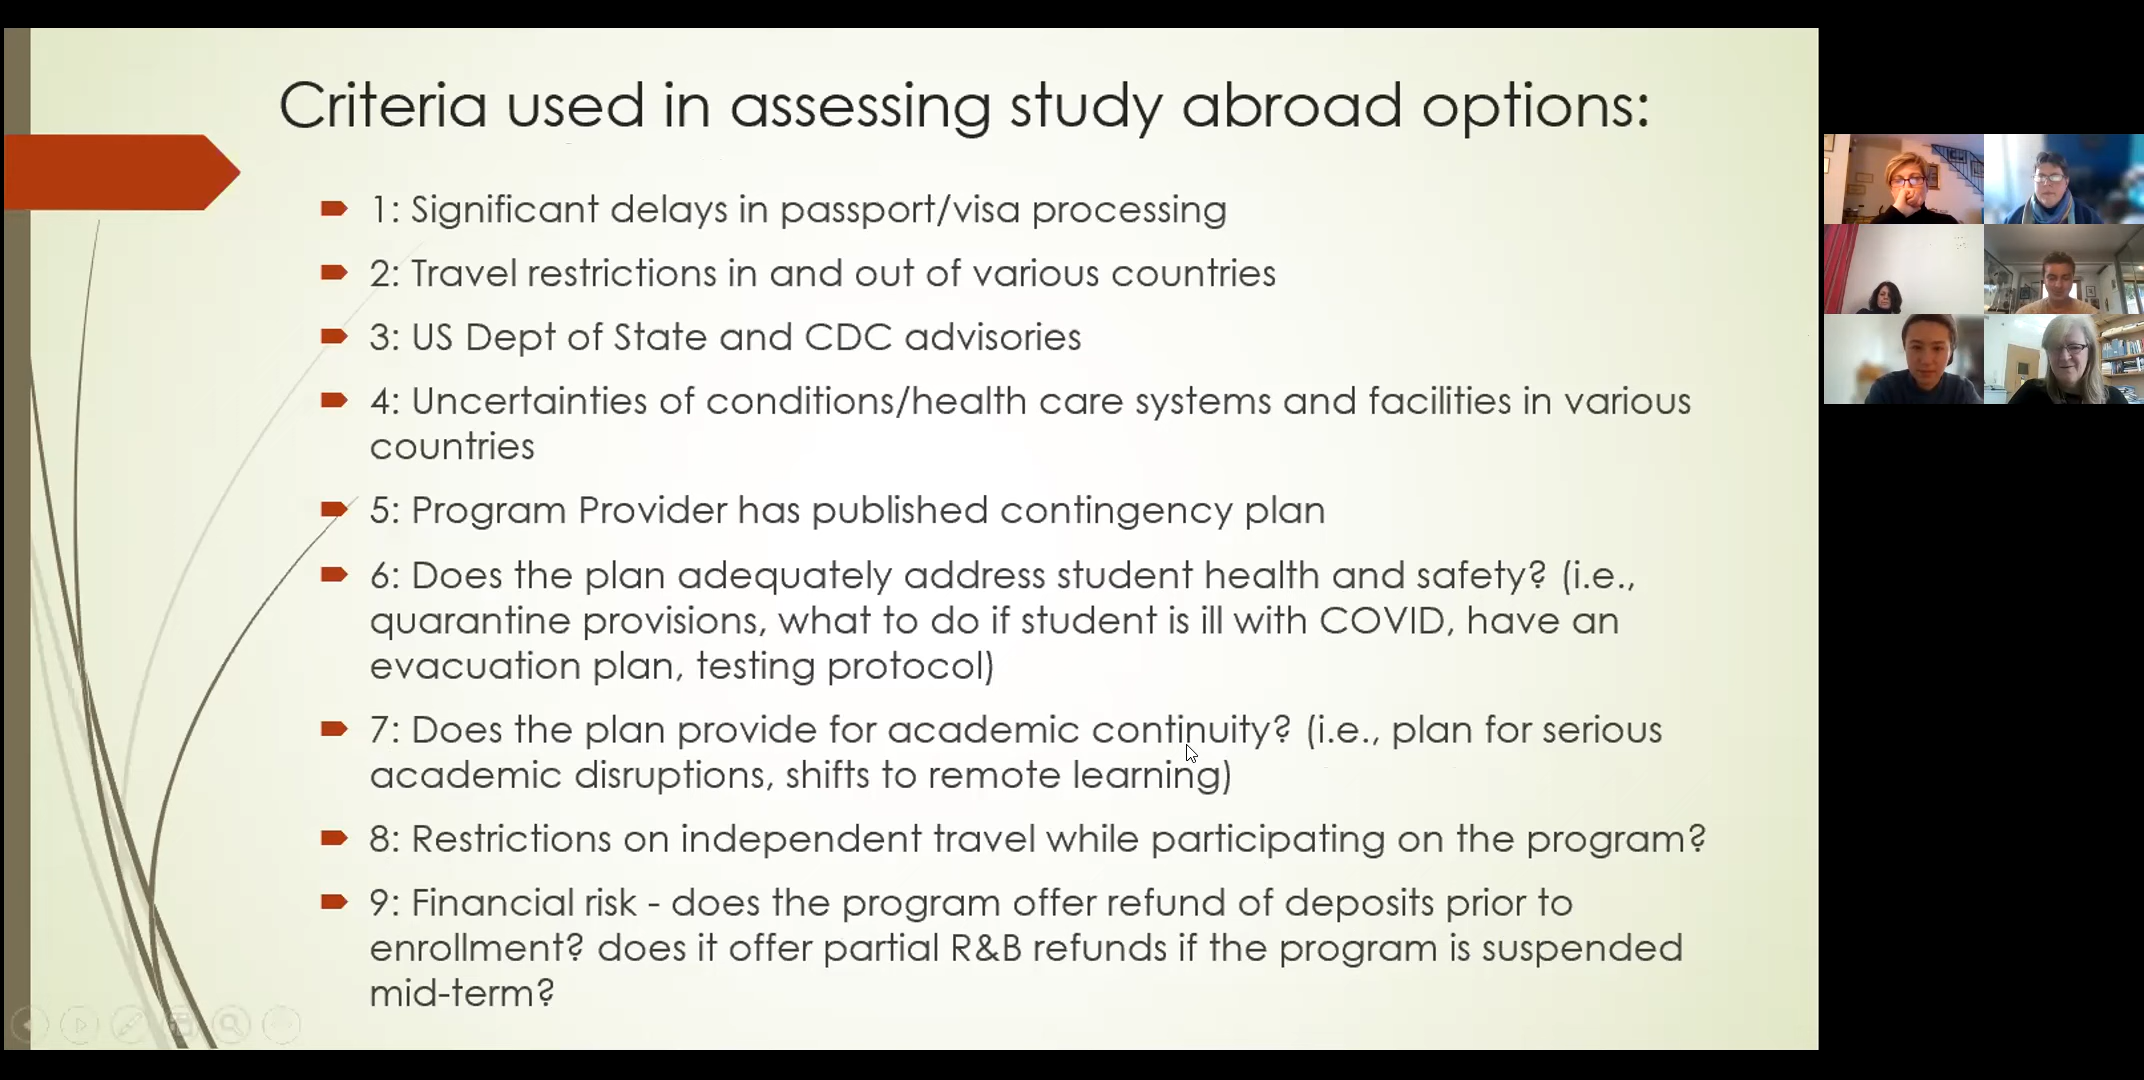 Criteria used in assessing study abroad options:
1: Significant delays in passport/visa processing
2: Travel restrictions in and out of various countries
3: US Dept of State and CDC advisories
4: Uncertainties of conditions/health care systems and facilities in various
countries
5: Program Provider has published contingency plan
6: Does the plan adequately address student health and safety? (i.e.,
quarantine provisions, what to do if student is ill with COVID, have an
evacuation plan, testing protocol)
7: Does the plan provide for academic continuity? (i.e., plan for serious
academic disruptions, shifts to remote learning)
8: Restrictions on independent travel while participating on the program?
9: Financial risk - does the program offer refund of deposits prior to
enrollment? does it offer partial R&B refunds if the program is suspended
mid-term?